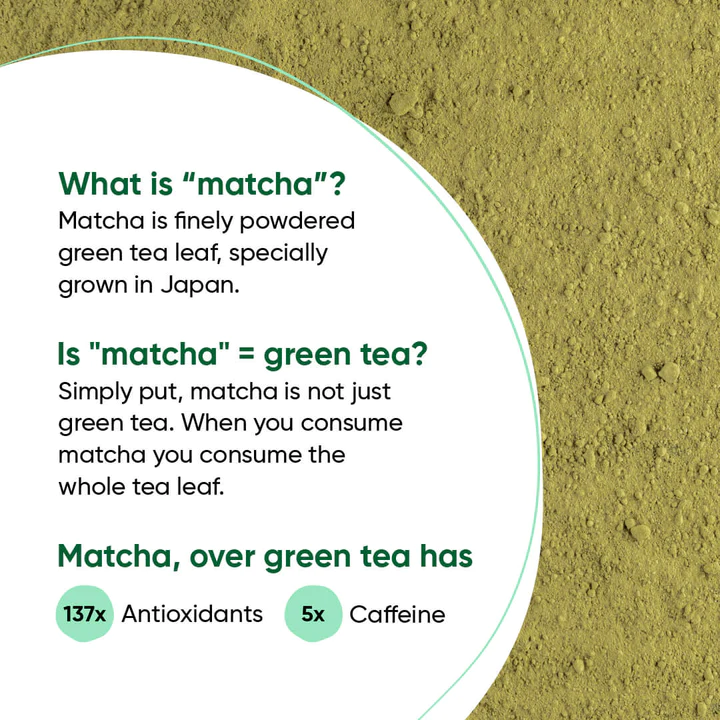 What is “matcha”?
Matcha is finely powdered
green tea leaf, specially
grown in Japan.
Is "matcha" = green tea?
Simply put, matcha is not just
green tea. When you consume
matcha you consume the
whole tea leaf.
Matcha, over green tea has
137x Antioxidants 5x Caffeine